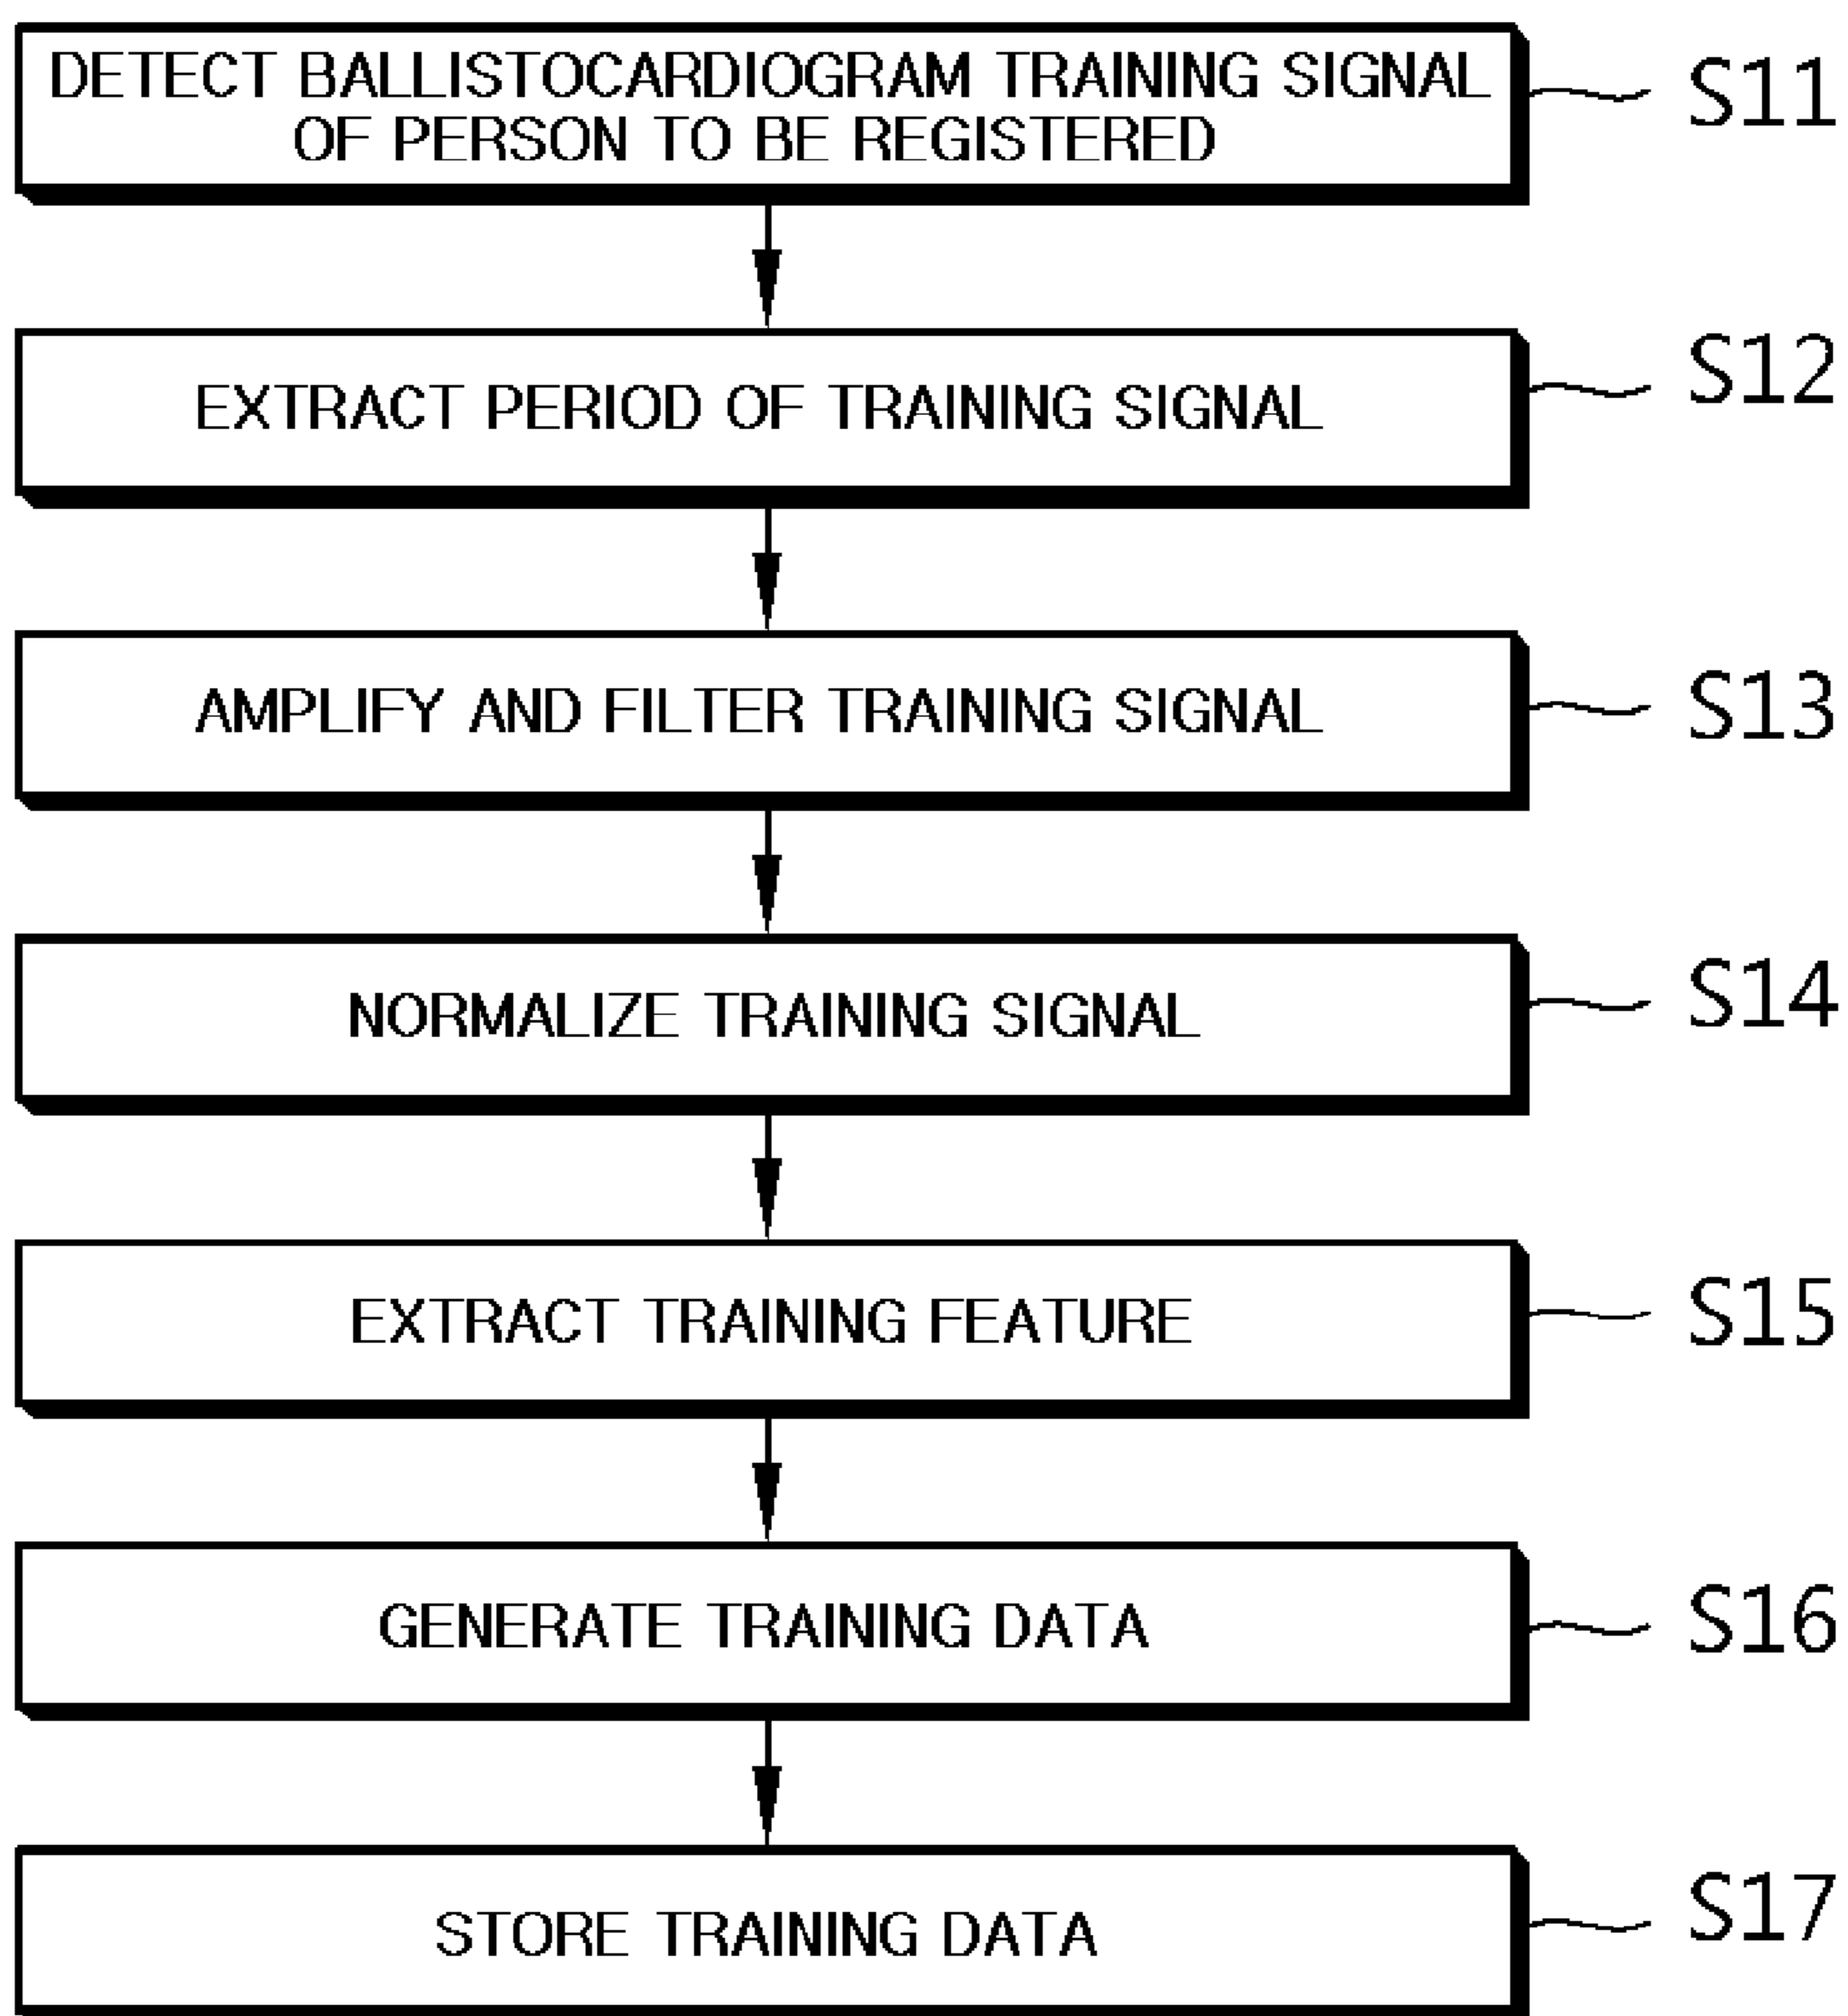 DETECT BALLISTOCARDIOGRAM TRAINING SIGNAL
OF PERSON TO BE REGISTERED
S11
EXTRACT PERIOD OF TRAINING SIGNAL
S12
AMPLIFY AND FILTER TRAINING SIGNAL
S13
NORMALIZE TRAINING SIGNAL
S14
EXTRACT TRAINING FEATURE
S15
GENERATE TRAINING DATA
S16
STORE TRAINING DATA
S17